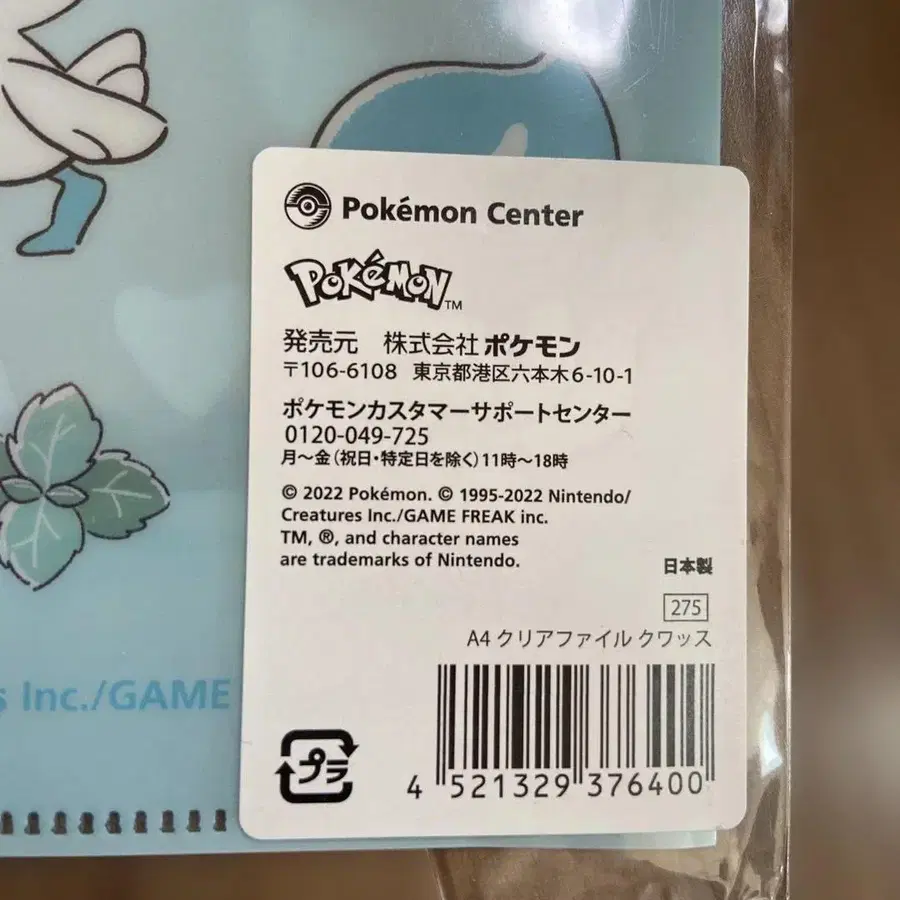 Pokémon Center
POKéMON TM
発売元 株式会社 ポケモン
〒106-6108 東京都港区六本木6-10-1
ポケモンカスタマーサポートセンター
0120-049-725
月～金(祝日・特定日を除く)11時～18時
© 2022 Pokémon. © 1995-2022 Nintendo/
Creatures Inc./GAME FREAK inc.
TM, ®, and character names
are trademarks of Nintendo.
日本製
275
A4 クリアファイル クワッス
s Inc./GAME
プラ
4 521329 376400